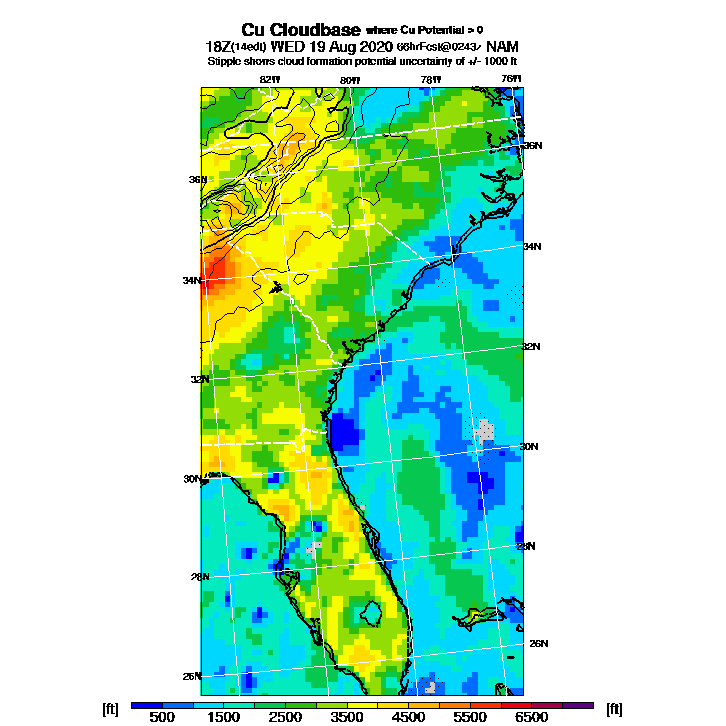 Cu Cloudbase where Cu Potential > 0
18Z(14edt) WED 19 Aug 2020 66hrFcst@0243z NAM
Stipple shows cloud formation potential uncertainty of +/- 1000 ft
82W 80W 78W 76W
36N
36N
34N
34N
32N
32N
30N
30N
28N
28N
26N
26N
[ft] 500 1500 2500 3500 4500 5500 6500 [ft]